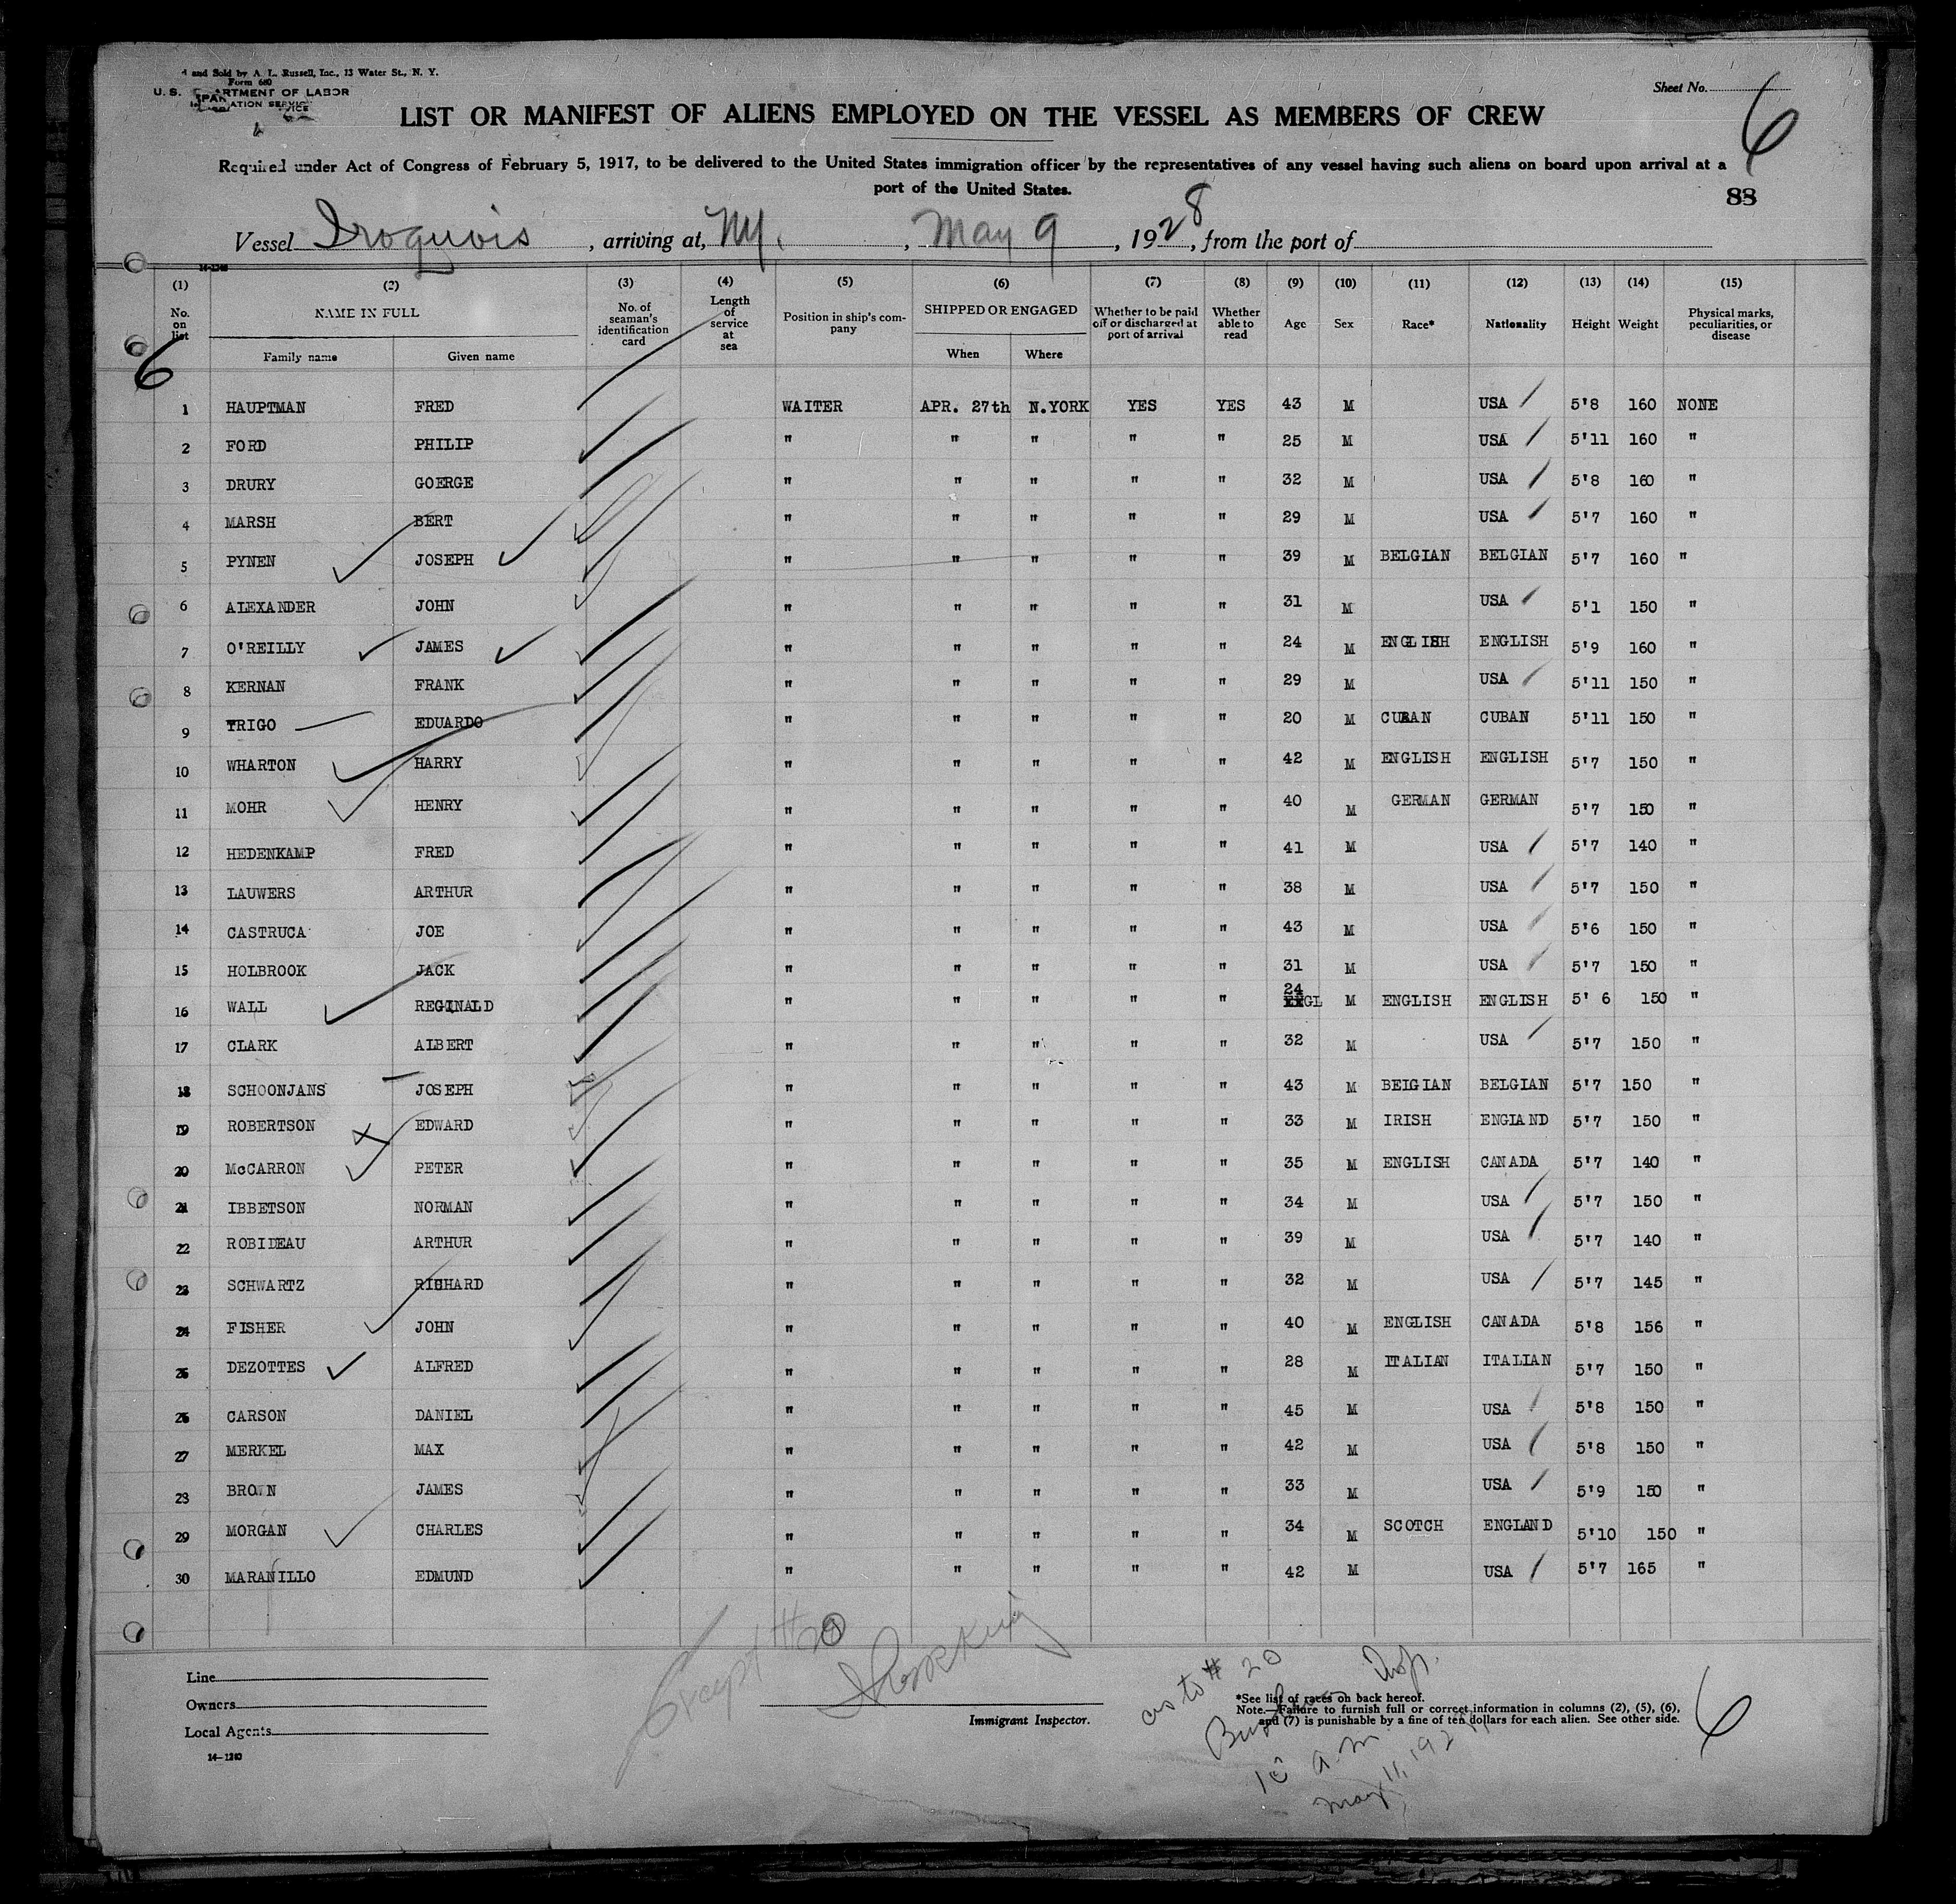 and Sold by A. L. Russell, Inc., 13 Water St., N. Y.
Form 680
U. S. DEPARTMENT OF LABOR
IMMIGRATION SERVICE
Sheet No. 6
LIST OR MANIFEST OF ALIENS EMPLOYED ON THE VESSEL AS MEMBERS OF CREW
Required under Act of Congress of February 5, 1917, to be delivered to the United States immigration officer by the representatives of any vessel having such aliens on board upon arrival at a
port of the United States.
88
Vessel Iroquois, arriving at, NY., May 9, 1928, from the port of
14-1240
(1) (2) (3) (4) (5) (6) (7) (8) (9) (10) (11) (12) (13) (14) (15)
No. on list NAME IN FULL Family name Given name No. of seaman's identification card Length of service at sea Position in ship's company SHIPPED OR ENGAGED When Where Whether to be paid off or discharged at port of arrival Whether able to read Age Sex Race* Nationality Height Weight Physical marks, peculiarities, or disease
6
1 HAUPTMAN FRED WAITER APR. 27th N.YORK YES YES 43 M USA 5'8 160 NONE
2 FORD PHILIP " " " " " 25 M USA 5'11 160 "
3 DRURY GOERGE " " " " " 32 M USA 5'8 160 "
4 MARSH BERT " " " " " 29 M USA 5'7 160 "
5 PYNEN JOSEPH " " " " " 39 M BELGIAN BELGIAN 5'7 160 "
6 ALEXANDER JOHN " " " " " 31 M USA 5'1 150 "
7 O'REILLY JAMES " " " " " 24 M ENGLISH ENGLISH 5'9 160 "
8 KERNAN FRANK " " " " " 29 M USA 5'11 150 "
9 TRIGO EDUARDO " " " " " 20 M CUBAN CUBAN 5'11 150 "
10 WHARTON HARRY " " " " " 42 M ENGLISH ENGLISH 5'7 150 "
11 MOHR HENRY " " " " " 40 M GERMAN GERMAN 5'7 150 "
12 HEDENKAMP FRED " " " " " 41 M USA 5'7 140 "
13 LAUWERS ARTHUR " " " " " 38 M USA 5'7 150 "
14 CASTRUCA JOE " " " " " 43 M USA 5'6 150 "
15 HOLBROOK JACK " " " " " 31 M USA 5'7 150 "
16 WALL REGINALD " " " " " 24 M ENGLISH ENGLISH 5' 6 150 "
17 CLARK ALBERT " " " " " 32 M USA 5'7 150 "
18 SCHOONJANS JOSEPH " " " " " 43 M BELGIAN BELGIAN 5'7 150 "
19 ROBERTSON EDWARD " " " " " 33 M IRISH ENGLAND 5'7 150 "
20 McCARRON PETER " " " " " 35 M ENGLISH CANADA 5'7 140 "
21 IBBETSON NORMAN " " " " " 34 M USA 5'7 150 "
22 ROBIDEAU ARTHUR " " " " " 39 M USA 5'7 140 "
23 SCHWARTZ RICHARD " " " " " 32 M USA 5'7 145 "
24 FISHER JOHN " " " " " 40 M ENGLISH CANADA 5'8 156 "
25 DEZOTTES ALFRED " " " " " 28 M ITALIAN ITALIAN 5'7 150 "
26 CARSON DANIEL " " " " " 45 M USA 5'8 150 "
27 MERKEL MAX " " " " " 42 M USA 5'8 150 "
28 BROWN JAMES " " " " " 33 M USA 5'9 150 "
29 MORGAN CHARLES " " " " " 34 M SCOTCH ENGLAND 5'10 150 "
30 MARANILLO EDMUND " " " " " 42 M USA 5'7 165 "
Except #20
as to # 20
Insp.
10 a.m.
May 11, 192
Line
Owners
Local Agents
14-1240
Immigrant Inspector.
*See list of races on back hereof.
Note.—Failure to furnish full or correct information in columns (2), (5), (6),
and (7) is punishable by a fine of ten dollars for each alien. See other side.
6